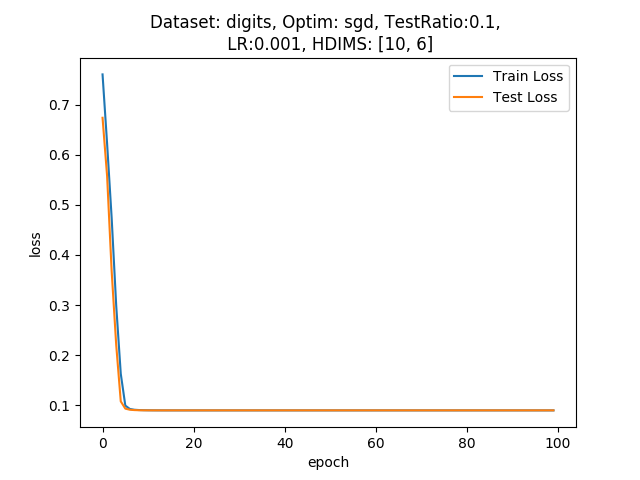 Dataset: digits, Optim: sgd, TestRatio:0.1,
LR:0.001, HDIMS: [10, 6]
Train Loss
Test Loss
0.7
0.6
0.5
0.4
0.3
0.2
0.1
loss
0 20 40 60 80 100
epoch